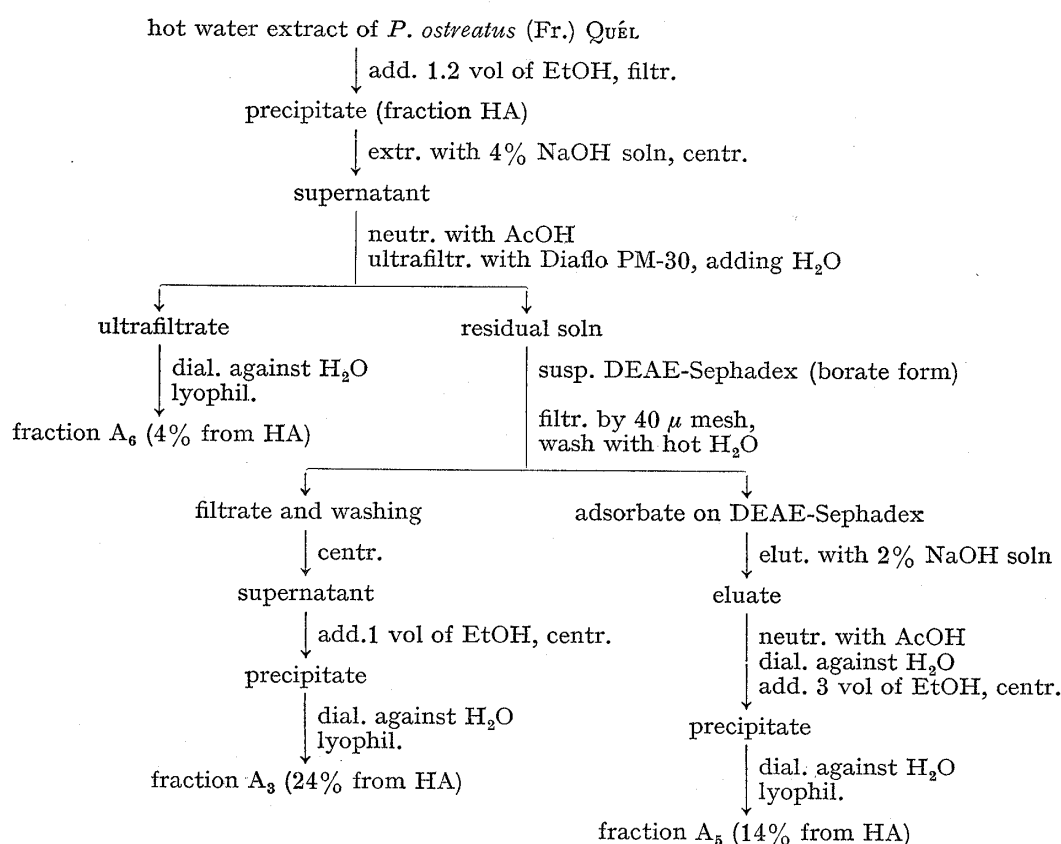 hot water extract of P. ostreatus (Fr.) QUÉL
add. 1.2 vol of EtOH, filtr.
precipitate (fraction HA)
extr. with 4% NaOH soln, centr.
supernatant
neutr. with AcOH
ultrafiltr. with Diaflo PM-30, adding H₂O
ultrafiltrate
dial. against H₂O
lyophil.
fraction A₆ (4% from HA)
residual soln
susp. DEAE-Sephadex (borate form)
filtr. by 40 μ mesh,
wash with hot H₂O
filtrate and washing
centr.
supernatant
add.1 vol of EtOH, centr.
precipitate
dial. against H₂O
lyophil.
fraction A₃ (24% from HA)
adsorbate on DEAE-Sephadex
elut. with 2% NaOH soln
eluate
neutr. with AcOH
dial. against H₂O
add. 3 vol of EtOH, centr.
precipitate
dial. against H₂O
lyophil.
fraction A₅ (14% from HA)